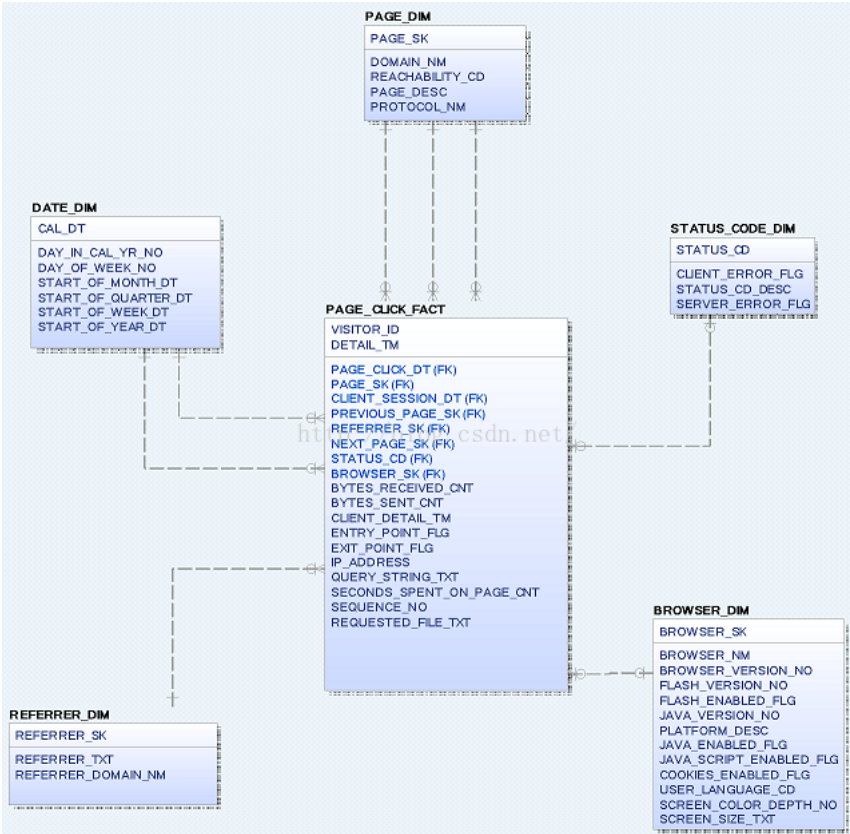 PAGE_DIM
PAGE_SK
DOMAIN_NM
REACHABILITY_CD
PAGE_DESC
PROTOCOL_NM
DATE_DIM
CAL_DT
DAY_IN_CAL_YR_NO
DAY_OF_WEEK_NO
START_OF_MONTH_DT
START_OF_QUARTER_DT
START_OF_WEEK_DT
START_OF_YEAR_DT
STATUS_CODE_DIM
STATUS_CD
CLIENT_ERROR_FLG
STATUS_CD_DESC
SERVER_ERROR_FLG
PAGE_CLICK_FACT
VISITOR_ID
DETAIL_TM
PAGE_CLICK_DT (FK)
PAGE_SK (FK)
CLIENT_SESSION_DT (FK)
PREVIOUS_PAGE_SK (FK)
REFERRER_SK (FK)
NEXT_PAGE_SK (FK)
STATUS_CD (FK)
BROWSER_SK (FK)
BYTES_RECEIVED_CNT
BYTES_SENT_CNT
CLIENT_DETAIL_TM
ENTRY_POINT_FLG
EXIT_POINT_FLG
IP_ADDRESS
QUERY_STRING_TXT
SECONDS_SPENT_ON_PAGE_CNT
SEQUENCE_NO
REQUESTED_FILE_TXT
REFERRER_DIM
REFERRER_SK
REFERRER_TXT
REFERRER_DOMAIN_NM
BROWSER_DIM
BROWSER_SK
BROWSER_NM
BROWSER_VERSION_NO
FLASH_VERSION_NO
FLASH_ENABLED_FLG
JAVA_VERSION_NO
PLATFORM_DESC
JAVA_ENABLED_FLG
JAVA_SCRIPT_ENABLED_FLG
COOKIES_ENABLED_FLG
USER_LANGUAGE_CD
SCREEN_COLOR_DEPTH_NO
SCREEN_SIZE_TXT